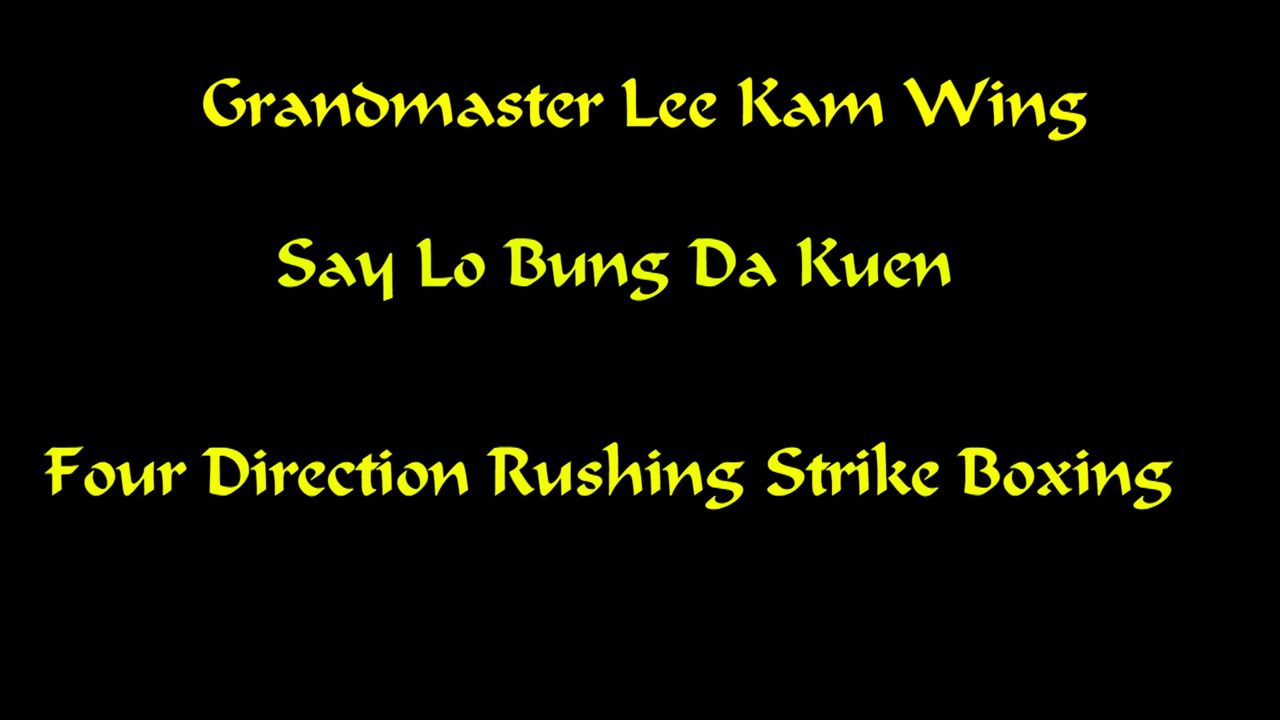 Grandmaster Lee Kam Wing
Say Lo Bung Da Kuen
Four Direction Rushing Strike Boxing